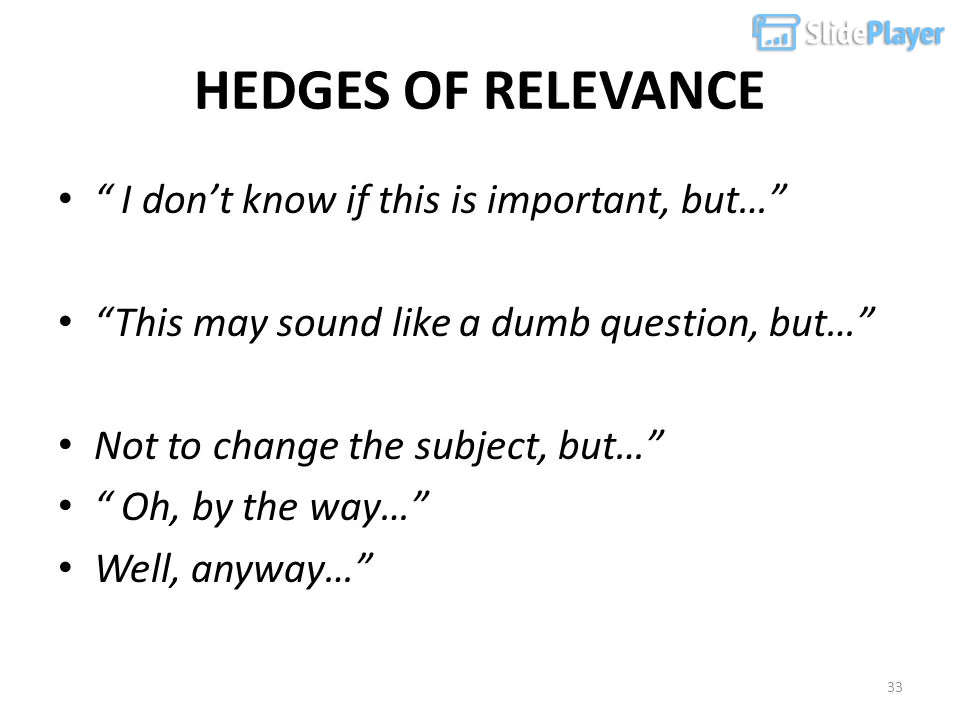 SlidePlayer
HEDGES OF RELEVANCE
• “ I don’t know if this is important, but…”
• “This may sound like a dumb question, but…”
• Not to change the subject, but…”
• “ Oh, by the way…”
• Well, anyway…”
33